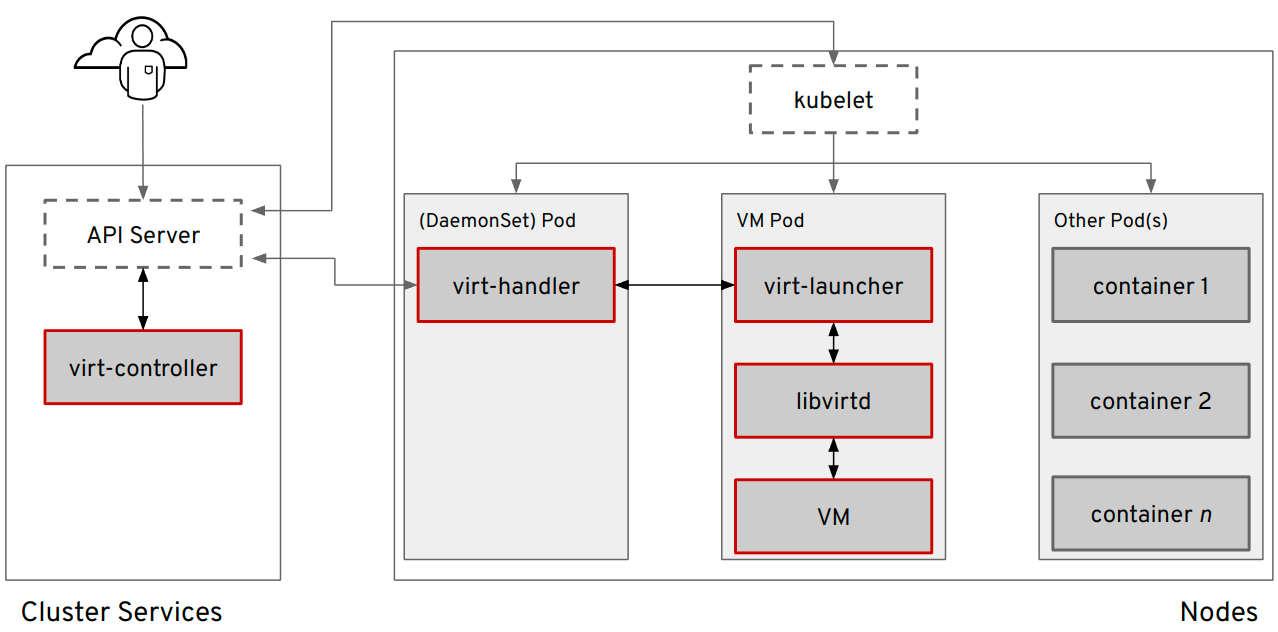 kubelet
API Server
virt-controller
(DaemonSet) Pod
virt-handler
VM Pod
virt-launcher
libvirtd
VM
Other Pod(s)
container 1
container 2
container n
Cluster Services
Nodes